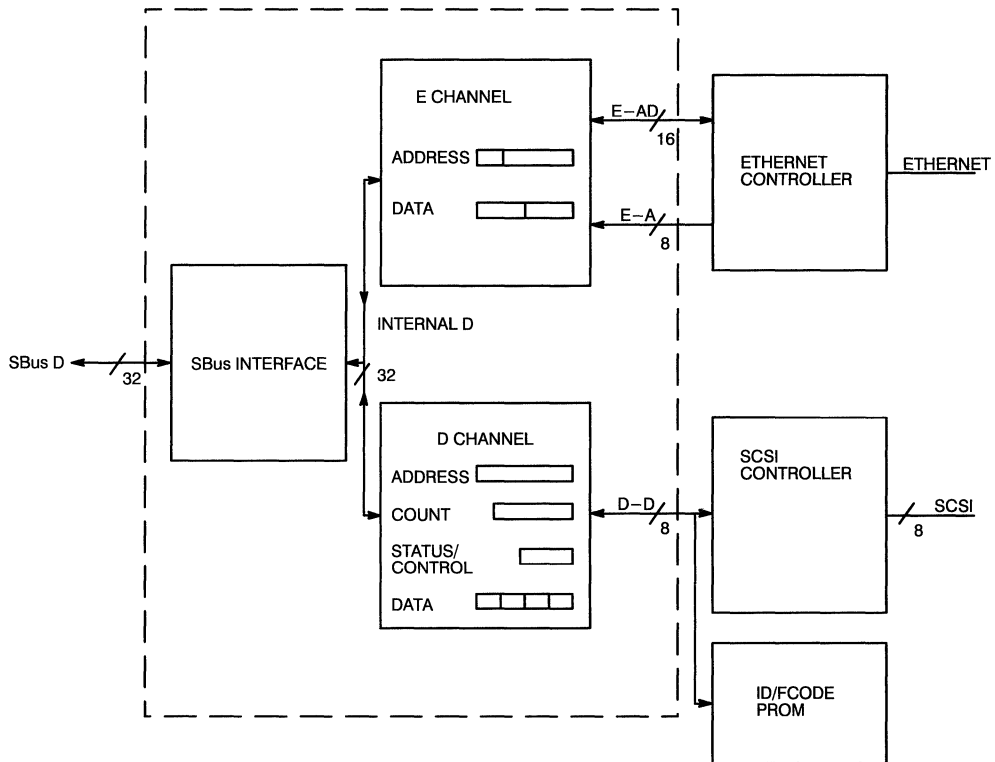 E CHANNEL
ADDRESS
DATA
E-AD
16
E-A
8
ETHERNET
CONTROLLER
ETHERNET
INTERNAL D
SBus D
32
SBus INTERFACE
32
D CHANNEL
ADDRESS
COUNT
STATUS/
CONTROL
DATA
D-D
8
SCSI
CONTROLLER
SCSI
8
ID/FCODE
PROM